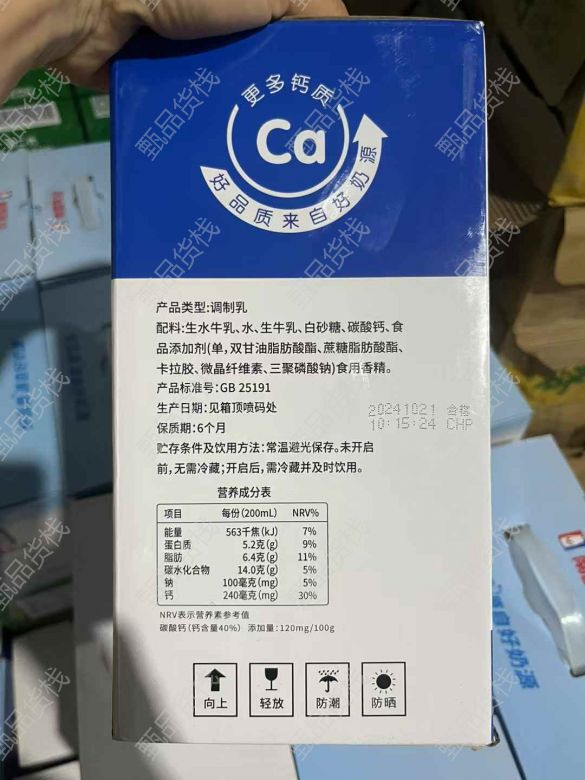 更多钙质
Ca
好品质来自好奶源
产品类型:调制乳
配料:生水牛乳、水、生牛乳、白砂糖、碳酸钙、食
品添加剂(单,双甘油脂肪酸酯、蔗糖脂肪酸酯、
卡拉胶、微晶纤维素、三聚磷酸钠)食用香精。
产品标准号:GB 25191
生产日期:见箱顶喷码处
20241021 合格
保质期:6个月
10:15:24 CHP
贮存条件及饮用方法:常温避光保存。未开启
前,无需冷藏;开启后,需冷藏并及时饮用。
营养成分表
项目 每份(200mL) NRV%
能量 563千焦(kJ) 7%
蛋白质 5.2克(g) 9%
脂肪 6.4克(g) 11%
碳水化合物 14.0克(g) 5%
钠 100毫克(mg) 5%
钙 240毫克(mg) 30%
NRV表示营养素参考值
碳酸钙(钙含量40%) 添加量:120mg/100g
向上 轻放 防潮 防晒
自好奶源
甄品货栈